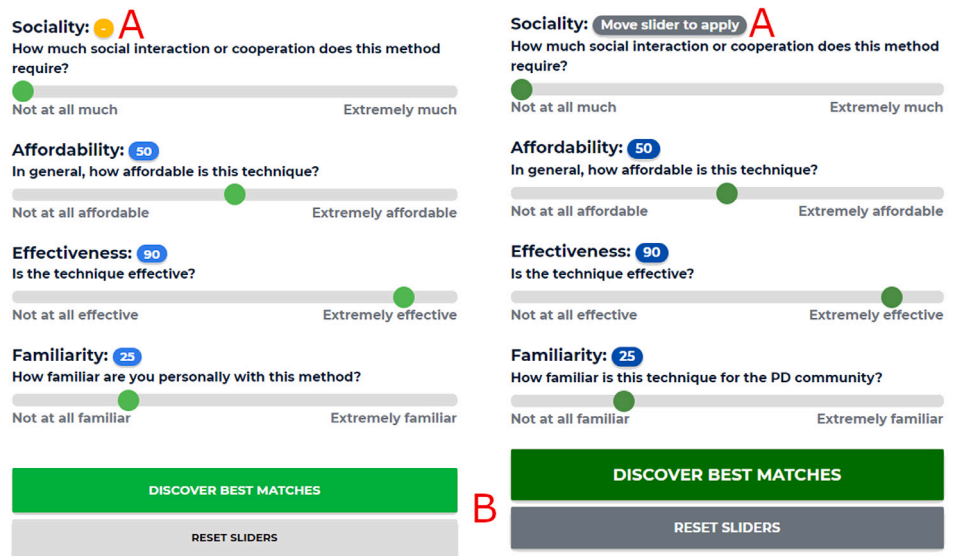 Sociality: - A
How much social interaction or cooperation does this method
require?
Not at all much Extremely much
Affordability: 50
In general, how affordable is this technique?
Not at all affordable Extremely affordable
Effectiveness: 90
Is the technique effective?
Not at all effective Extremely effective
Familiarity: 25
How familiar are you personally with this method?
Not at all familiar Extremely familiar
DISCOVER BEST MATCHES
RESET SLIDERS
B
Sociality: Move slider to apply A
How much social interaction or cooperation does this method
require?
Not at all much Extremely much
Affordability: 50
In general, how affordable is this technique?
Not at all affordable Extremely affordable
Effectiveness: 90
Is the technique effective?
Not at all effective Extremely effective
Familiarity: 25
How familiar is this technique for the PD community?
Not at all familiar Extremely familiar
DISCOVER BEST MATCHES
RESET SLIDERS